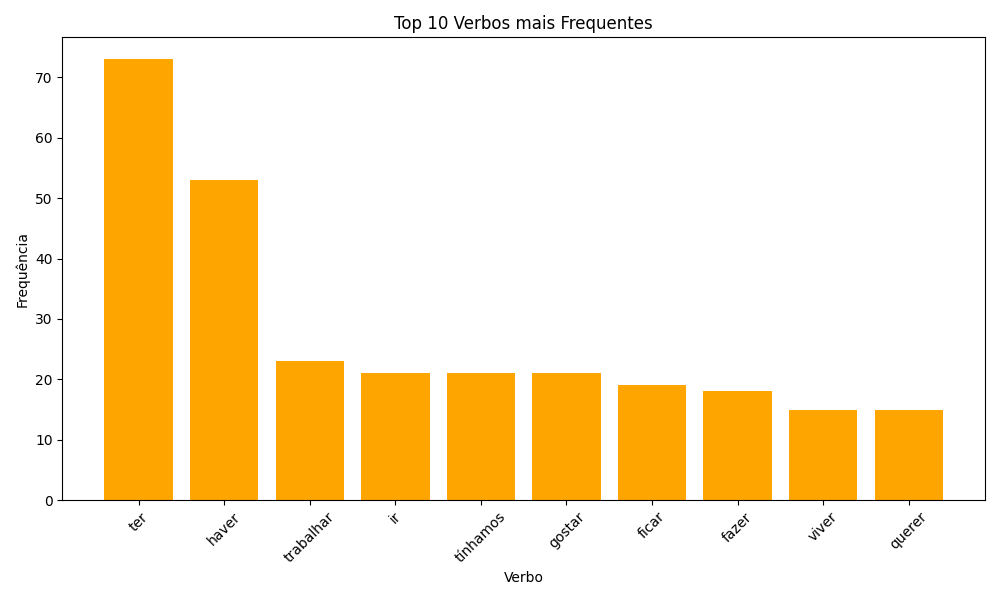 Top 10 Verbos mais Frequentes
Frequência
70
60
50
40
30
20
10
0
ter
haver
trabalhar
ir
tínhamos
gostar
ficar
fazer
viver
querer
Verbo